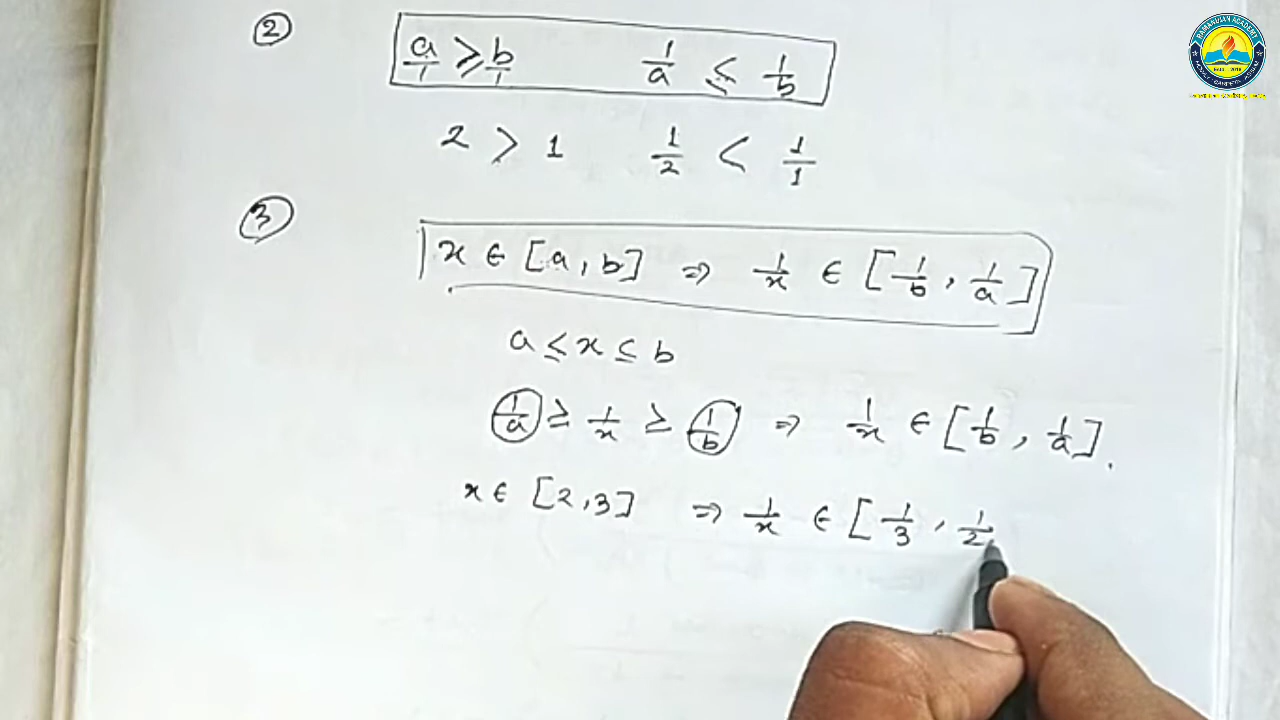 ② a/1 ≥ b/1 1/a ≤ 1/b
2 > 1 1/2 < 1/1
③ x ∈ [a, b] ⇒ 1/x ∈ [1/b, 1/a]
a ≤ x ≤ b
1/a ≥ 1/x ≥ 1/b ⇒ 1/x ∈ [1/b, 1/a].
x ∈ [2, 3] ⇒ 1/x ∈ [1/3, 1/2